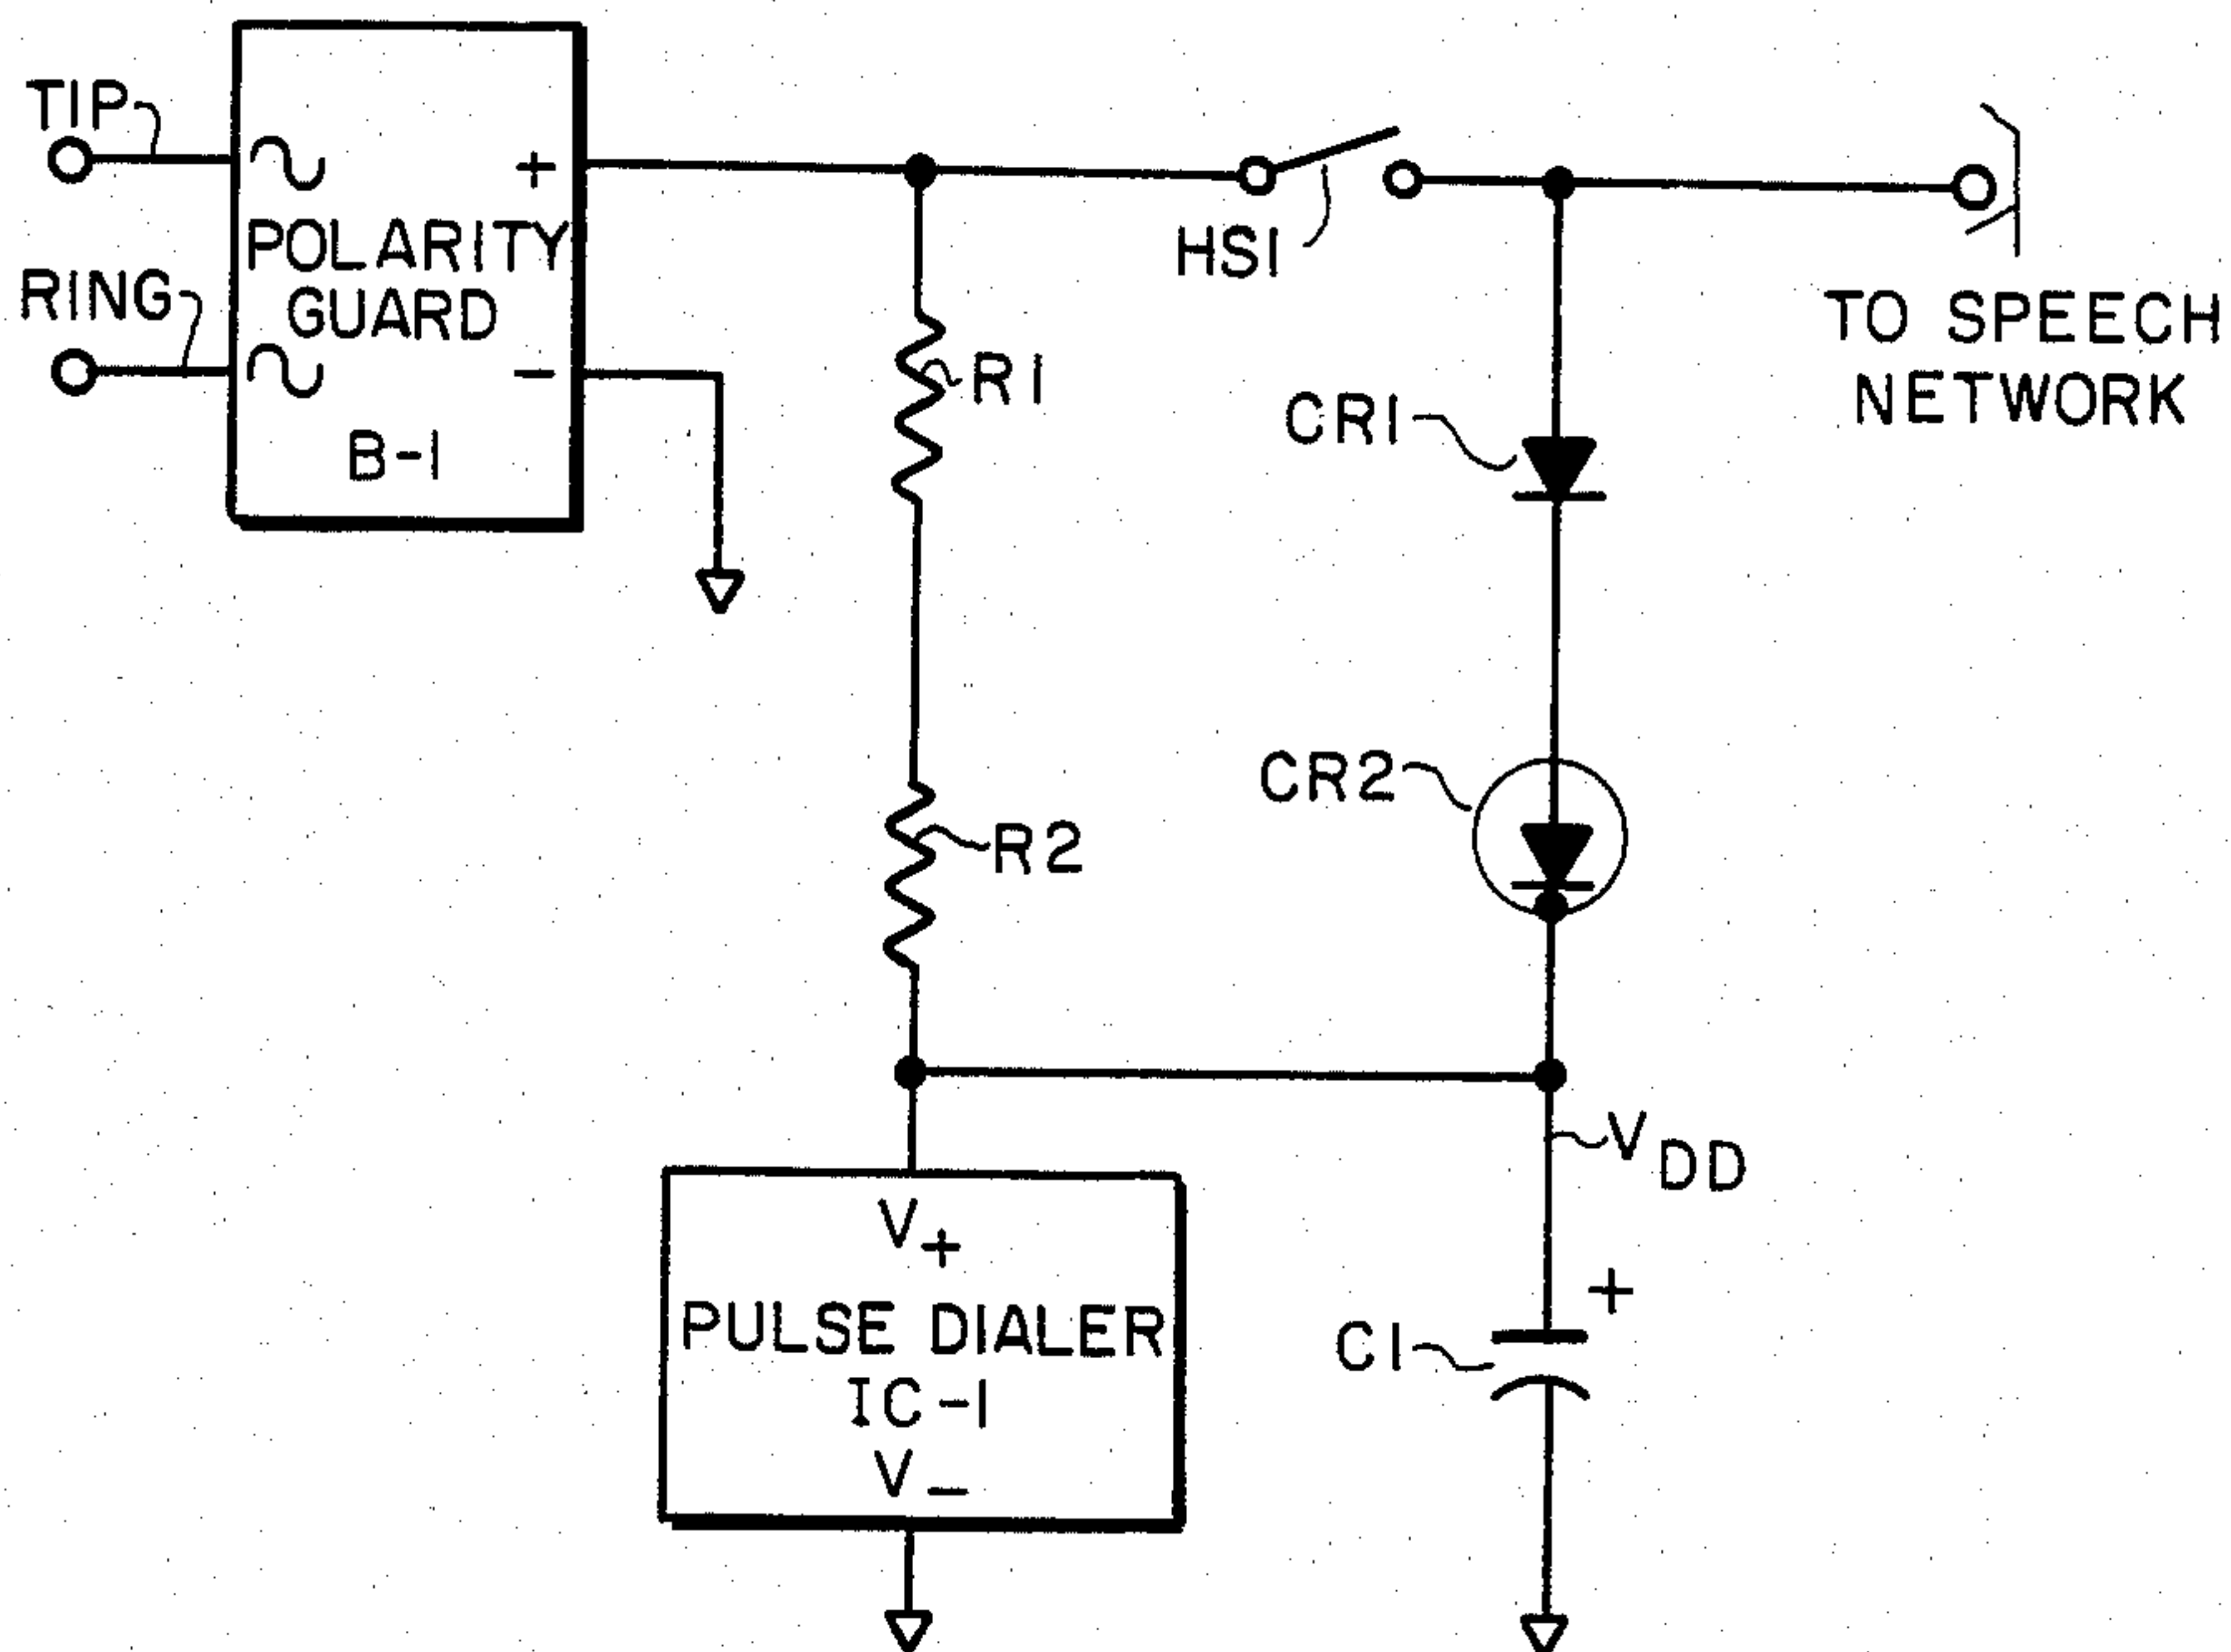 TIP
RING
+
POLARITY
GUARD
−
B-1
HS1
TO SPEECH
NETWORK
R1
CR1
CR2
R2
VDD
V+
PULSE DIALER
IC-1
V−
+
C1